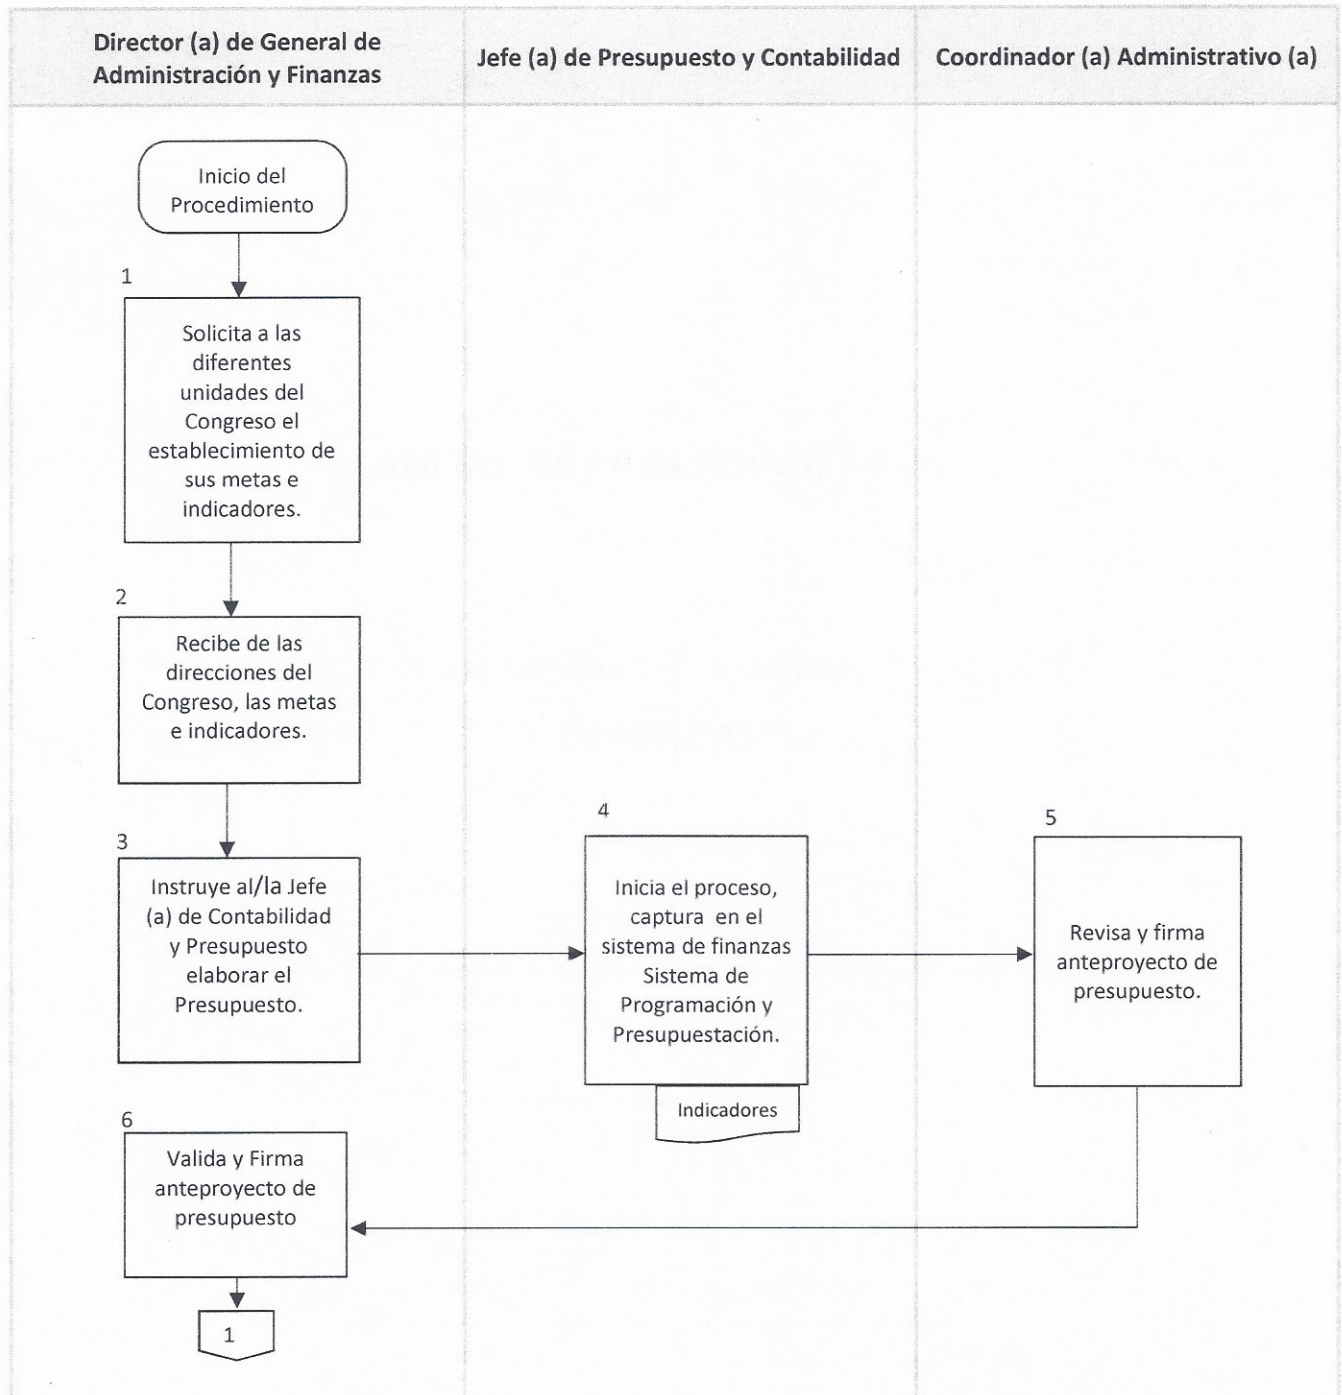 Director (a) de General de
Administración y Finanzas
Jefe (a) de Presupuesto y Contabilidad
Coordinador (a) Administrativo (a)
Inicio del
Procedimiento
1
Solicita a las
diferentes
unidades del
Congreso el
establecimiento de
sus metas e
indicadores.
2
Recibe de las
direcciones del
Congreso, las metas
e indicadores.
3
Instruye al/la Jefe
(a) de Contabilidad
y Presupuesto
elaborar el
Presupuesto.
4
Inicia el proceso,
captura en el
sistema de finanzas
Sistema de
Programación y
Presupuestación.
Indicadores
5
Revisa y firma
anteproyecto de
presupuesto.
6
Valida y Firma
anteproyecto de
presupuesto
1